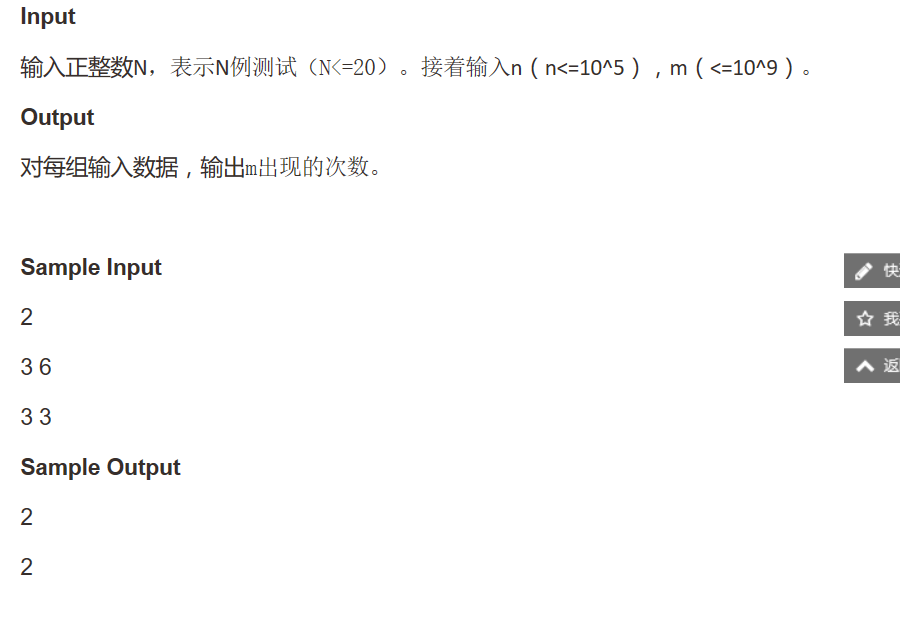 Input
输入正整数N，表示N例测试（N<=20）。接着输入n（n<=10^5），m（<=10^9）。
Output
对每组输入数据，输出m出现的次数。
Sample Input
2
3 6
3 3
Sample Output
2
2
快
我
返